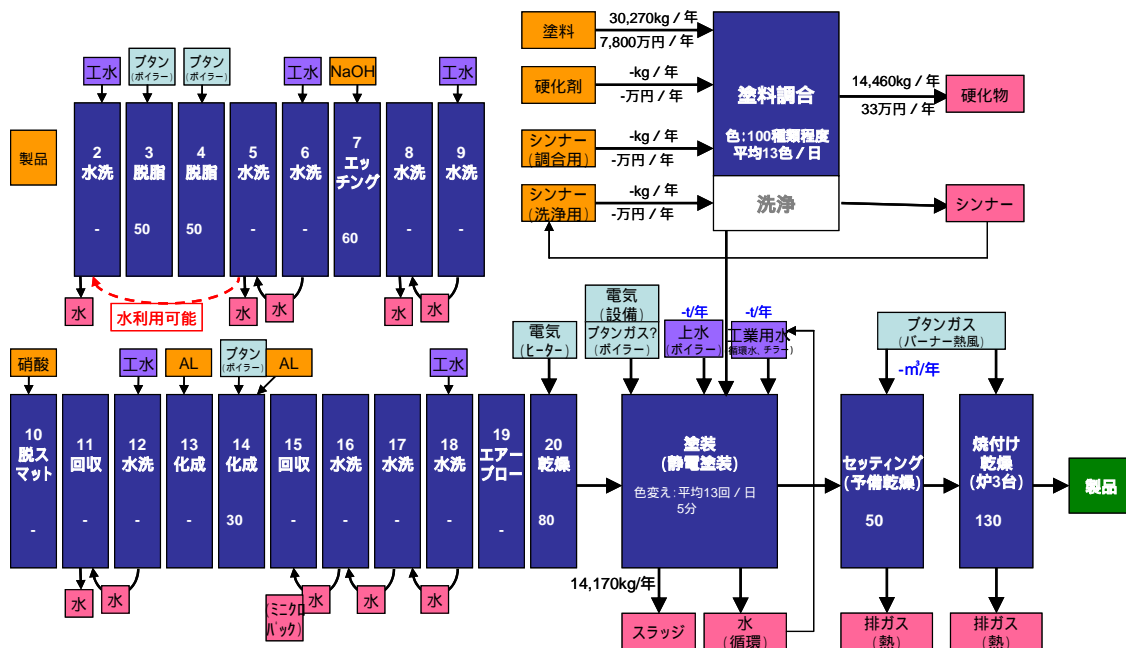 工水
ブタン
(ボイラー)
ブタン
(ボイラー)
工水
NaOH
工水
製品
2
水洗
-
3
脱脂
50
4
脱脂
50
5
水洗
-
6
水洗
-
7
エッ
チング
60
8
水洗
-
9
水洗
-
水
水
水
水
水
水利用可能
塗料
30,270kg / 年
7,800万円 / 年
硬化剤
-kg / 年
-万円 / 年
シンナー
(調合用)
-kg / 年
-万円 / 年
シンナー
(洗浄用)
-kg / 年
-万円 / 年
塗料調合
色:100種類程度
平均13色 / 日
洗浄
14,460kg / 年
33万円 / 年
硬化物
シンナー
硝酸
工水
AL
ブタン
(ボイラー)
AL
工水
電気
(ヒーター)
10
脱ス
マット
-
11
回収
-
12
水洗
-
13
化成
-
14
化成
30
15
回収
-
16
水洗
-
17
水洗
-
18
水洗
-
19
エアー
ブロー
-
20
乾燥
80
水
水
(ミニクロ
パック)
水
水
水
電気
(設備)
ブタンガス?
(ボイラー)
-t/年
上水
(ボイラー)
-t/年
工業用水
(循環水、チラー)
塗装
(静電塗装)
色変え:平均13回 / 日
5分
14,170kg/年
スラッジ
水
(循環)
ブタンガス
(バーナー熱風)
-㎥/年
セッティング
(予備乾燥)
50
焼付け
乾燥
(炉3台)
130
製品
排ガス
(熱)
排ガス
(熱)